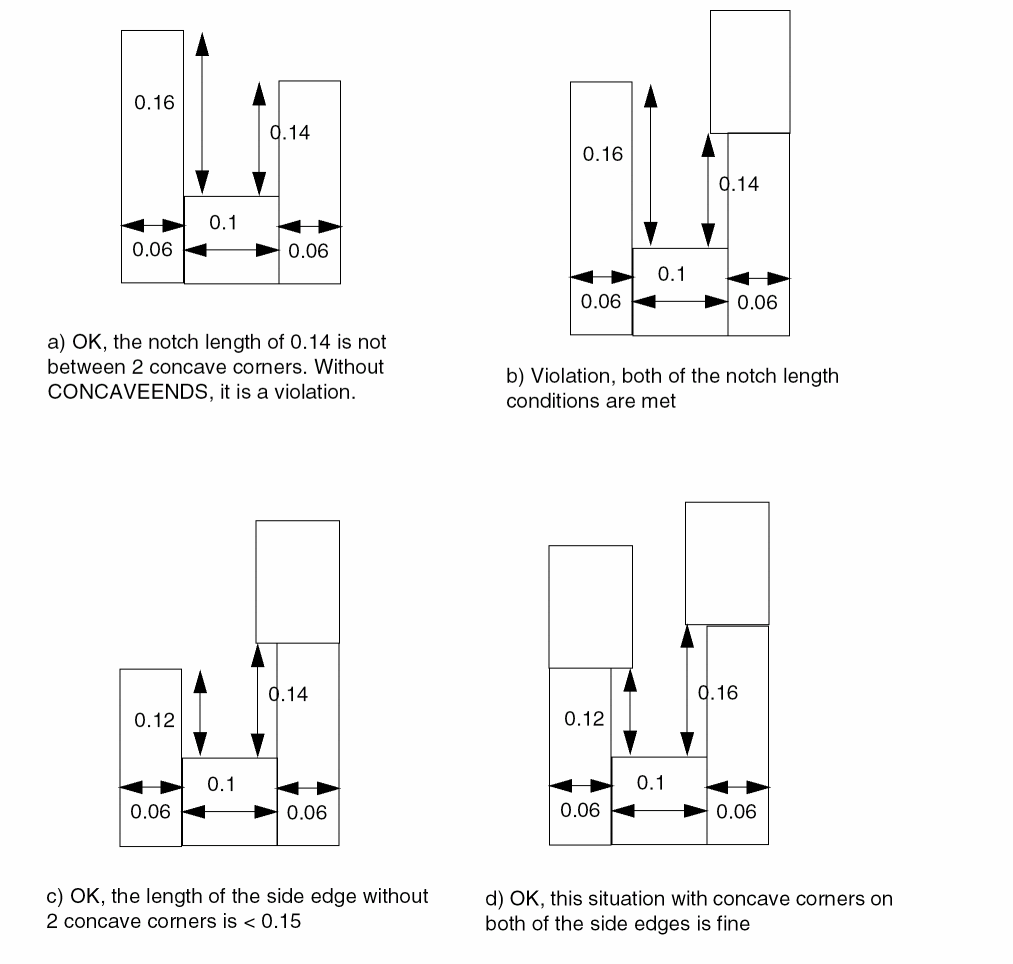 0.16
0.14
0.1
0.06
0.06
a) OK, the notch length of 0.14 is not
between 2 concave corners. Without
CONCAVEENDS, it is a violation.
0.16
0.14
0.1
0.06
0.06
b) Violation, both of the notch length
conditions are met
0.12
0.14
0.1
0.06
0.06
c) OK, the length of the side edge without
2 concave corners is < 0.15
0.12
0.16
0.1
0.06
0.06
d) OK, this situation with concave corners on
both of the side edges is fine